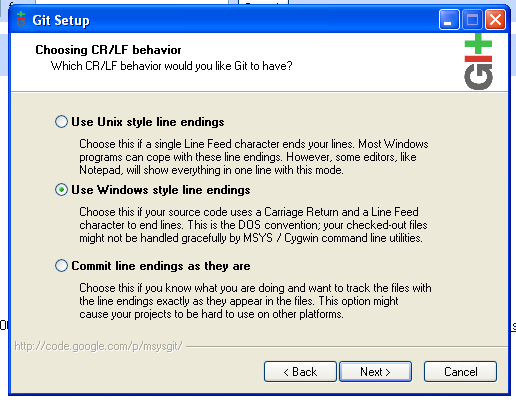 Git Setup
Choosing CR/LF behavior
Which CR/LF behavior would you like Git to have?
Git
Use Unix style line endings
Choose this if a single Line Feed character ends your lines. Most Windows
programs can cope with these line endings. However, some editors, like
Notepad, will show everything in one line with this mode.
Use Windows style line endings
Choose this if your source code uses a Carriage Return and a Line Feed
character to end lines. This is the DOS convention; your checked-out files
might not be handled gracefully by MSYS / Cygwin command line utilities.
Commit line endings as they are
Choose this if you know what you are doing and want to track the files with
the line endings exactly as they appear in the files. This option might
cause your projects to be hard to use on other platforms.
http://code.google.com/p/msysgit/
< Back Next > Cancel